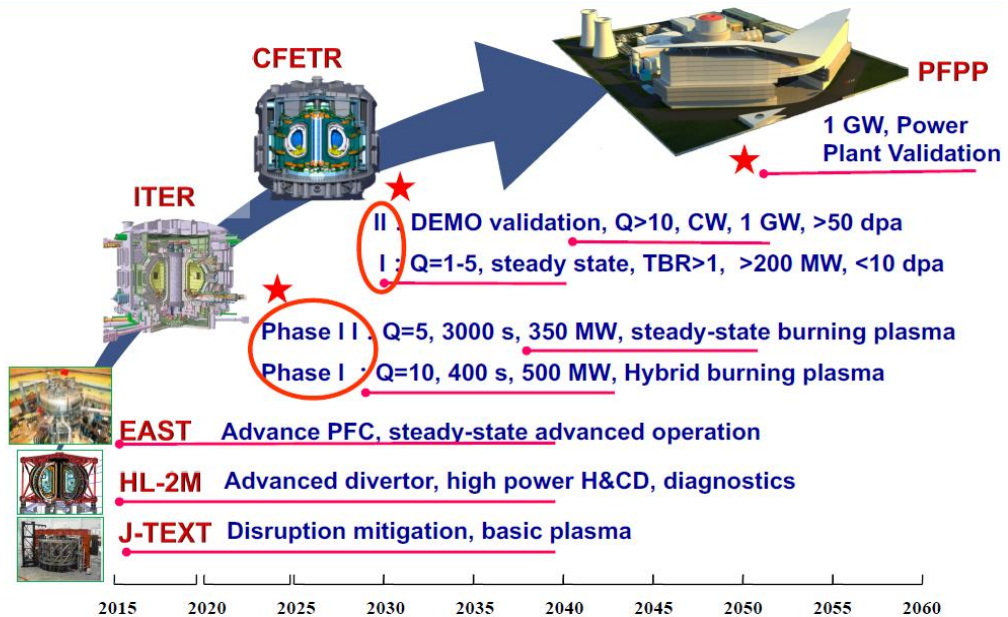 CFETR
PFPP
1 GW, Power
Plant Validation
ITER
II : DEMO validation, Q>10, CW, 1 GW, >50 dpa
I : Q=1-5, steady state, TBR>1, >200 MW, <10 dpa
Phase I I : Q=5, 3000 s, 350 MW, steady-state burning plasma
Phase I : Q=10, 400 s, 500 MW, Hybrid burning plasma
EAST Advance PFC, steady-state advanced operation
HL-2M Advanced divertor, high power H&CD, diagnostics
J-TEXT Disruption mitigation, basic plasma
2015 2020 2025 2030 2035 2040 2045 2050 2055 2060